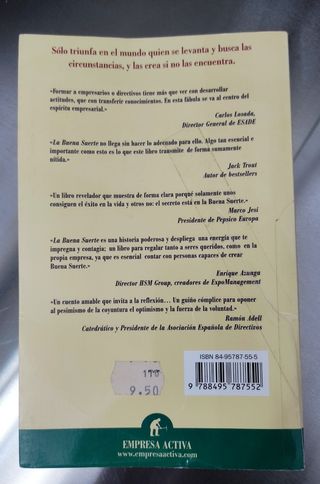 Sólo triunfa en el mundo quien se levanta y busca las
circunstancias, y las crea si no las encuentra.
«Formar a empresarios o directivos tiene más que ver con desarrollar
actitudes, que con transferir conocimientos. En esta fábula se va al centro del
espíritu empresarial.»
Carlos Losada,
Director General de ESADE
«La Buena Suerte no llega sin hacer lo adecuado para ello. Algo tan esencial e
importante como esto es lo que este libro transmite de forma sumamente
nítida.»
Jack Trout
Autor de bestsellers
«Un libro revelador que muestra de forma clara porqué solamente unos
consiguen el éxito en la vida y otros no: el secreto está en la Buena Suerte.»
Marco Jesi
Presidente de Pepsico Europa
«La Buena Suerte es una historia poderosa y despliega una energía que te
impregna y contagia; un libro para regalar tanto a seres queridos, como en la
propia empresa, ya que es esencial contar con personas capaces de crear
Buena Suerte.»
Enrique Azunga
Director HSM Group, creadores de ExpoManagement
«Un cuento amable que invita a la reflexión... Un guiño cómplice para oponer
al pesimismo de la coyuntura el optimismo y la fuerza de la voluntad.»
Ramón Adell
Catedrático y Presidente de la Asociación Española de Directivos
ISBN 84-95787-55-5
9 788495 787552
9.50
EMPRESA ACTIVA
www.empresaactiva.com